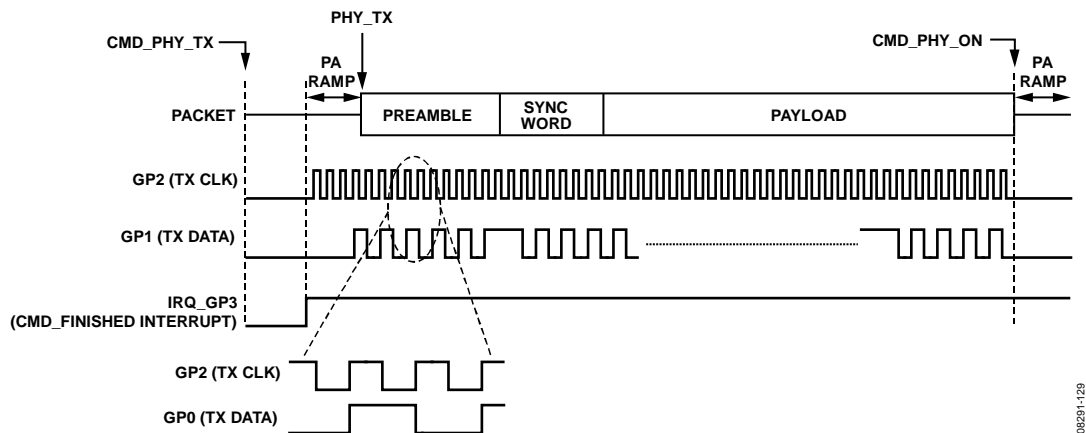 PHY_TX
CMD_PHY_TX
CMD_PHY_ON
PA
RAMP
PA
RAMP
PACKET
PREAMBLE
SYNC
WORD
PAYLOAD
GP2 (TX CLK)
GP1 (TX DATA)
IRQ_GP3
(CMD_FINISHED INTERRUPT)
GP2 (TX CLK)
GP0 (TX DATA)
08291-129